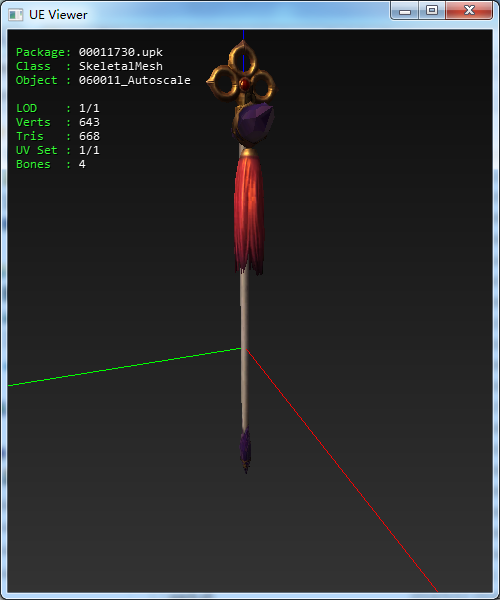 UE Viewer
Package: 00011730.upk
Class  : SkeletalMesh
Object : 060011_Autoscale
LOD    : 1/1
Verts  : 643
Tris   : 668
UV Set : 1/1
Bones  : 4